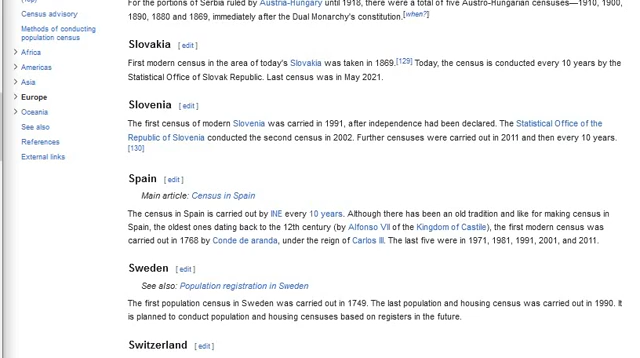 (top)
Census advisory
Methods of conducting
population census
Africa
Americas
Asia
Europe
Oceania
See also
References
External links
For the portions of Serbia ruled by Austria-Hungary until 1918, there were a total of five Austro-Hungarian censuses—1910, 1900,
1890, 1880 and 1869, immediately after the Dual Monarchy's constitution.[when?]
Slovakia [ edit ]
First modern census in the area of today's Slovakia was taken in 1869.[129] Today, the census is conducted every 10 years by the
Statistical Office of Slovak Republic. Last census was in May 2021.
Slovenia [ edit ]
The first census of modern Slovenia was carried in 1991, after independence had been declared. The Statistical Office of the
Republic of Slovenia conducted the second census in 2002. Further censuses were carried out in 2011 and then every 10 years.
[130]
Spain [ edit ]
Main article: Census in Spain
The census in Spain is carried out by INE every 10 years. Although there has been an old tradition and like for making census in
Spain, the oldest ones dating back to the 12th century (by Alfonso VII of the Kingdom of Castile), the first modern census was
carried out in 1768 by Conde de aranda, under the reign of Carlos III. The last five were in 1971, 1981, 1991, 2001, and 2011.
Sweden [ edit ]
See also: Population registration in Sweden
The first population census in Sweden was carried out in 1749. The last population and housing census was carried out in 1990. It
is planned to conduct population and housing censuses based on registers in the future.
Switzerland [ edit ]